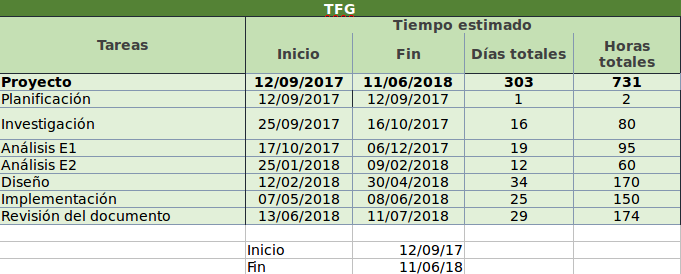 TFG
Tareas Tiempo estimado
Inicio Fin Días totales Horas totales
Proyecto 12/09/2017 11/06/2018 303 731
Planificación 12/09/2017 12/09/2017 1 2
Investigación 25/09/2017 16/10/2017 16 80
Análisis E1 17/10/2017 06/12/2017 19 95
Análisis E2 25/01/2018 09/02/2018 12 60
Diseño 12/02/2018 30/04/2018 34 170
Implementación 07/05/2018 08/06/2018 25 150
Revisión del documento 13/06/2018 11/07/2018 29 174
Inicio 12/09/17
Fin 11/06/18